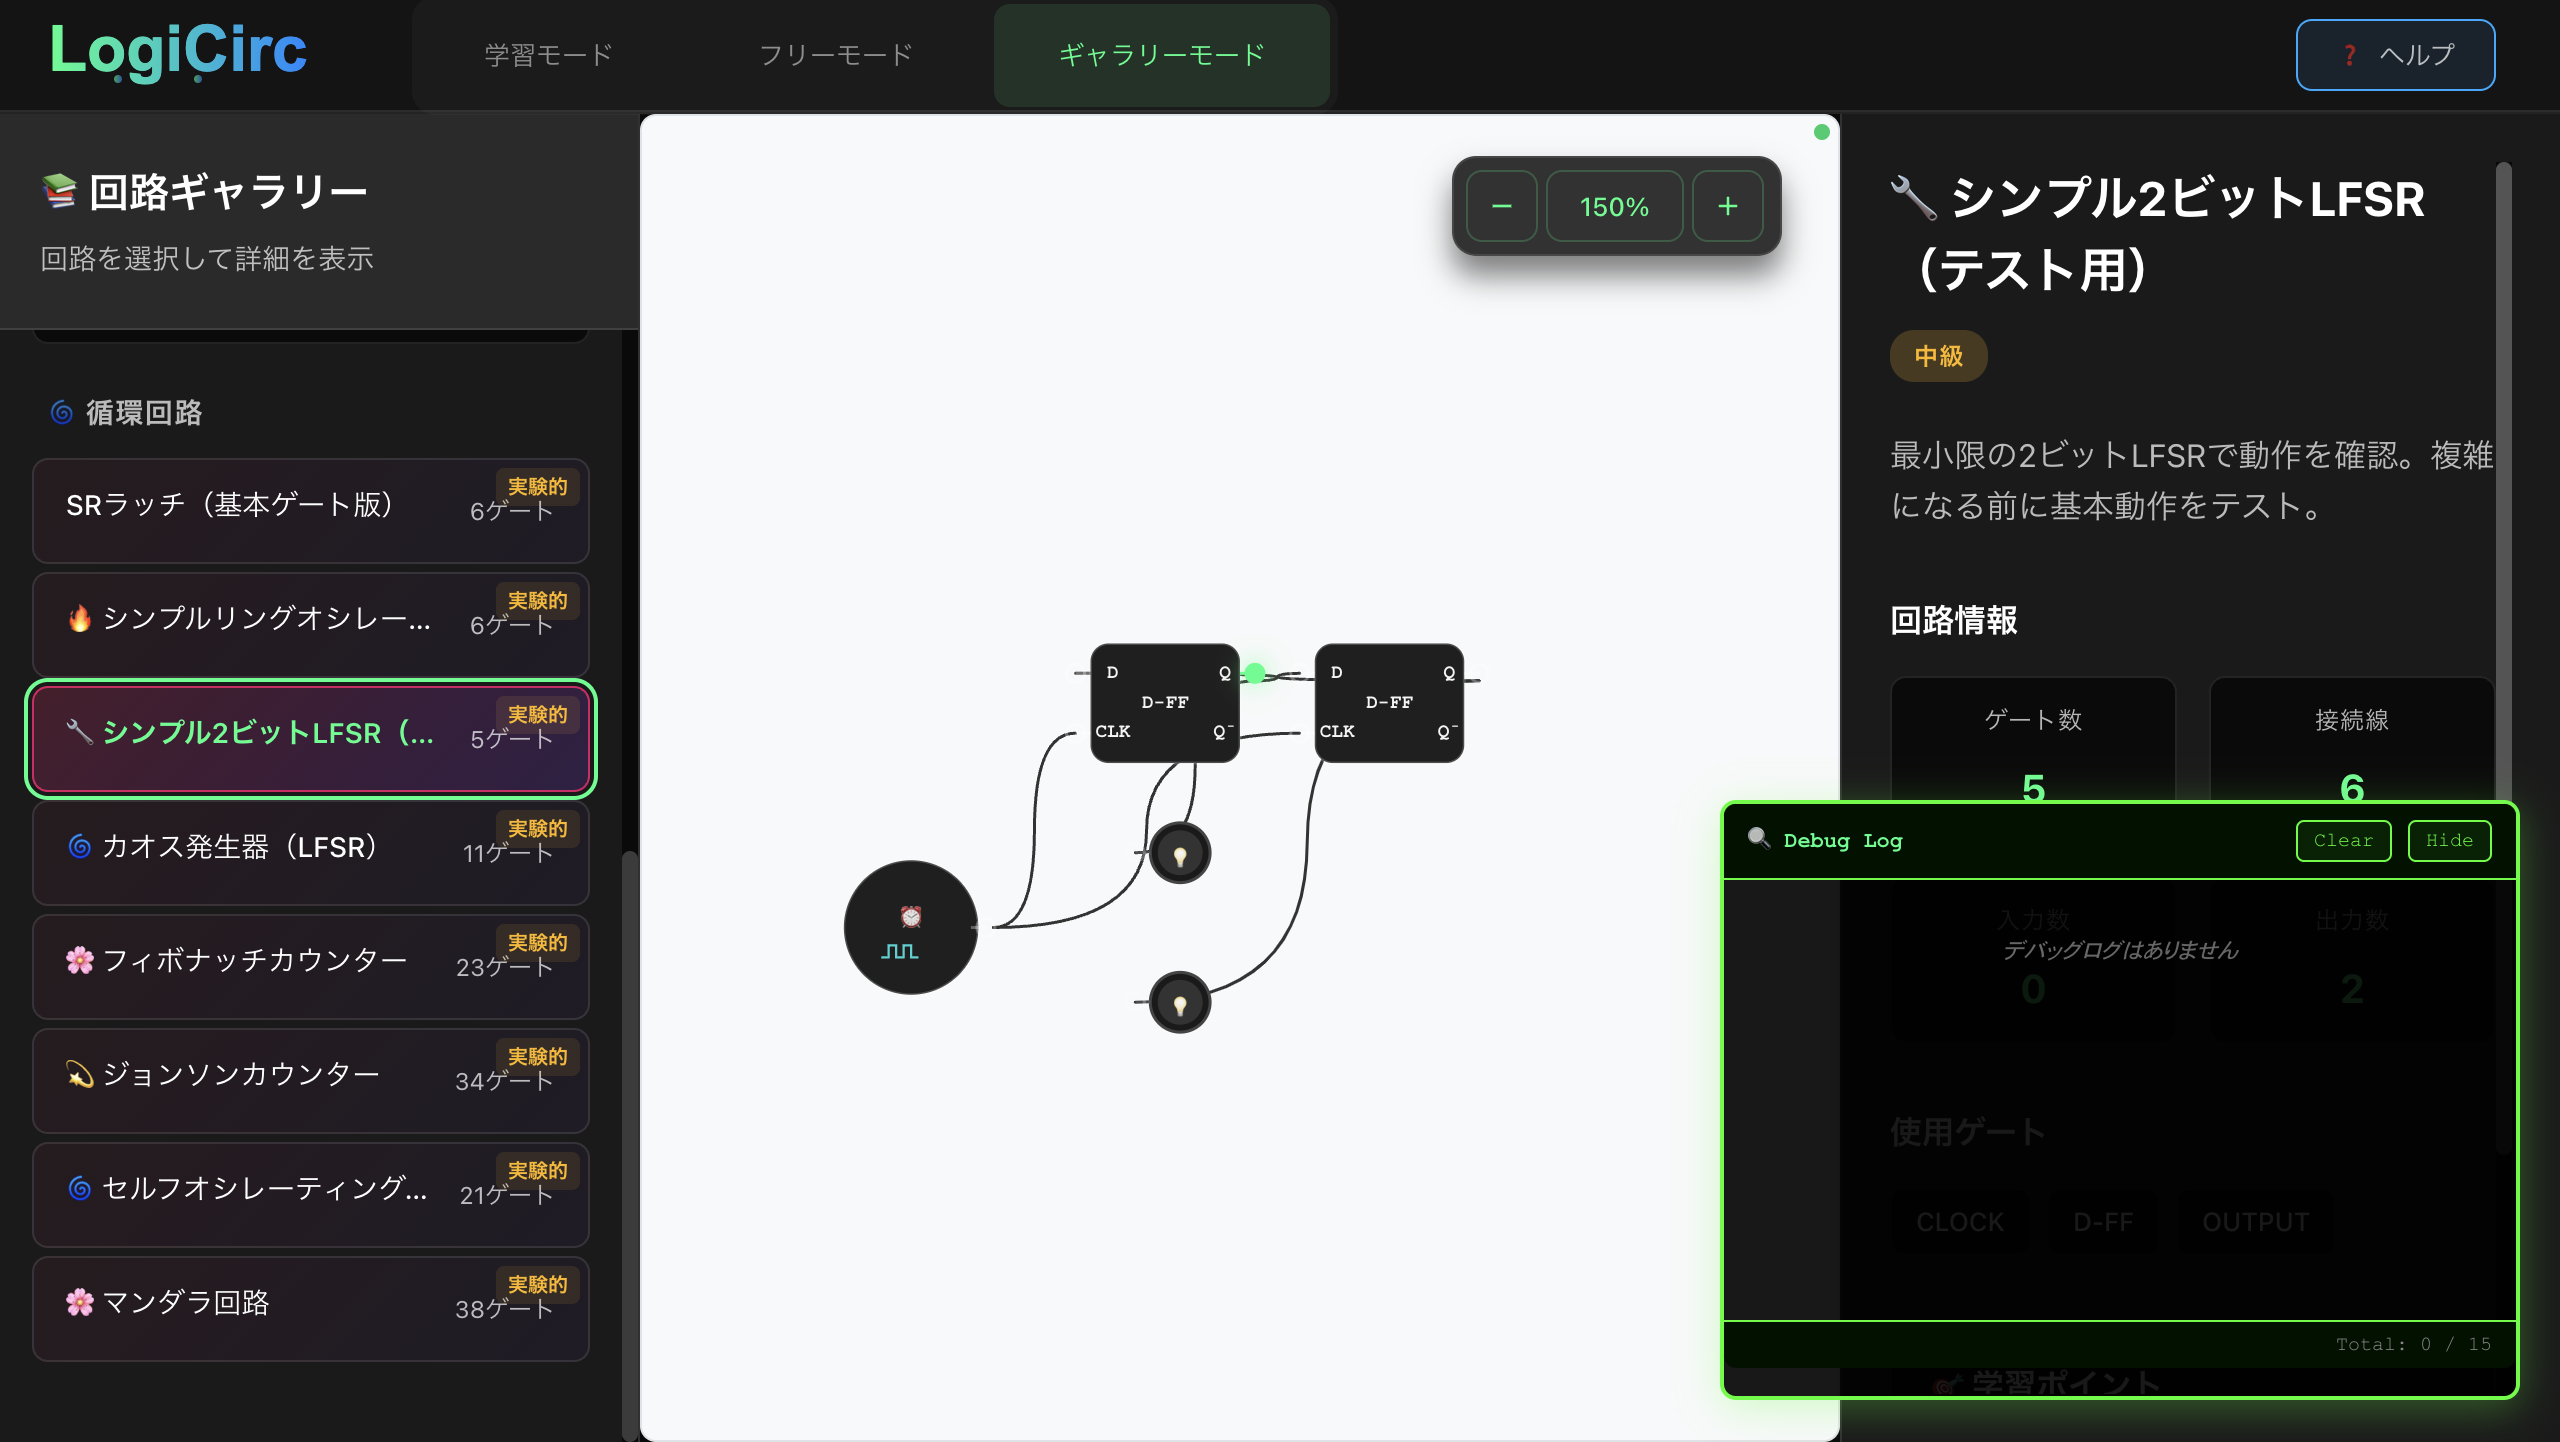 LogiCirc
学習モード
フリーモード
ギャラリーモード
❓ ヘルプ
📚 回路ギャラリー
回路を選択して詳細を表示
🌀 循環回路
SRラッチ（基本ゲート版）
実験的
6ゲート
🔥 シンプルリングオシレー...
実験的
6ゲート
🔧 シンプル2ビットLFSR（...
実験的
5ゲート
🌀 カオス発生器（LFSR）
実験的
11ゲート
🌸 フィボナッチカウンター
実験的
23ゲート
💫 ジョンソンカウンター
実験的
34ゲート
🌀 セルフオシレーティング...
実験的
21ゲート
🌸 マンダラ回路
実験的
38ゲート
− 150% +
D Q
D-FF
CLK Q̅
D Q
D-FF
CLK Q̅
🔧 シンプル2ビットLFSR
（テスト用）
中級
最小限の2ビットLFSRで動作を確認。複雑
になる前に基本動作をテスト。
回路情報
ゲート数
5
接続線
6
🔍 Debug Log
Clear
Hide
入力数
0
出力数
2
デバッグログはありません
使用ゲート
CLOCK
D-FF
OUTPUT
Total: 0 / 15
🎯 学習ポイント